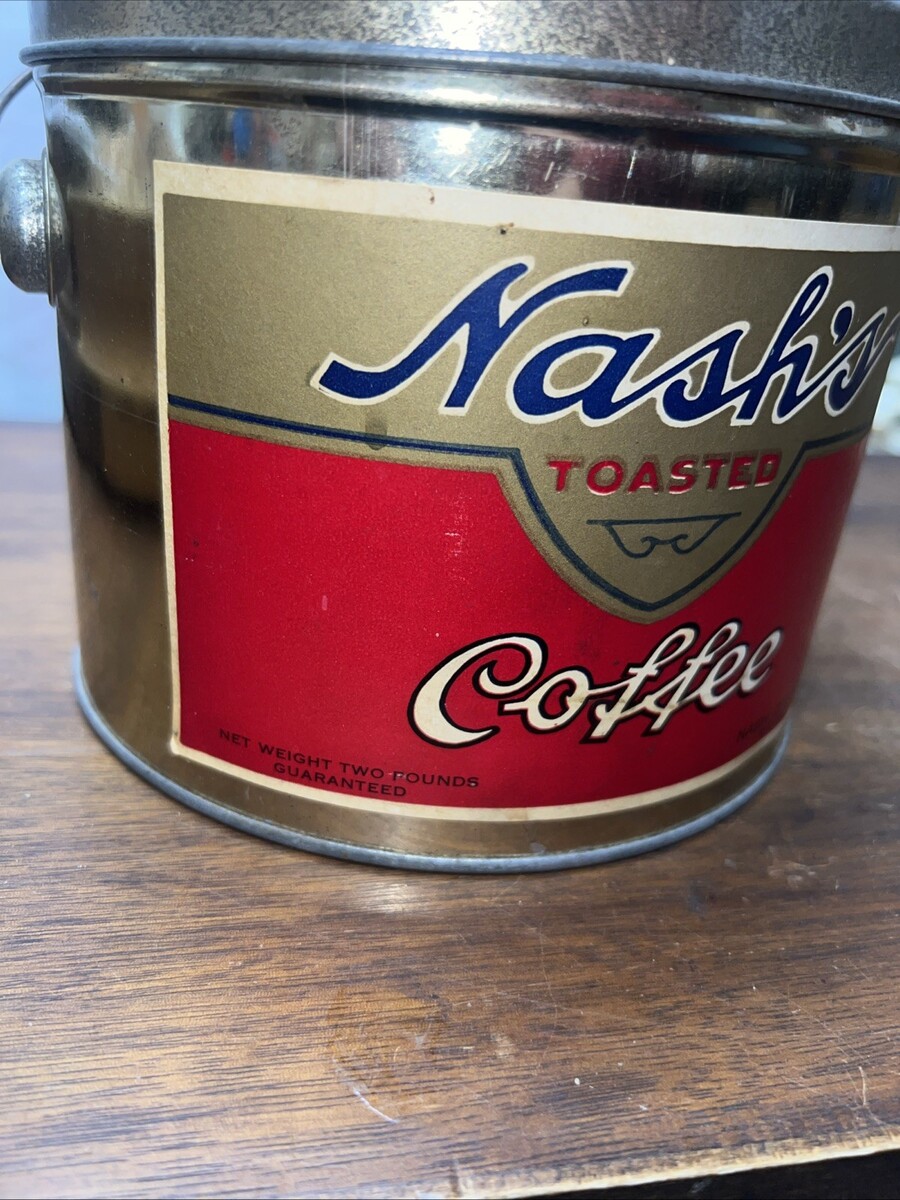 Nash's
TOASTED
Coffee
NET WEIGHT TWO POUNDS
GUARANTEED